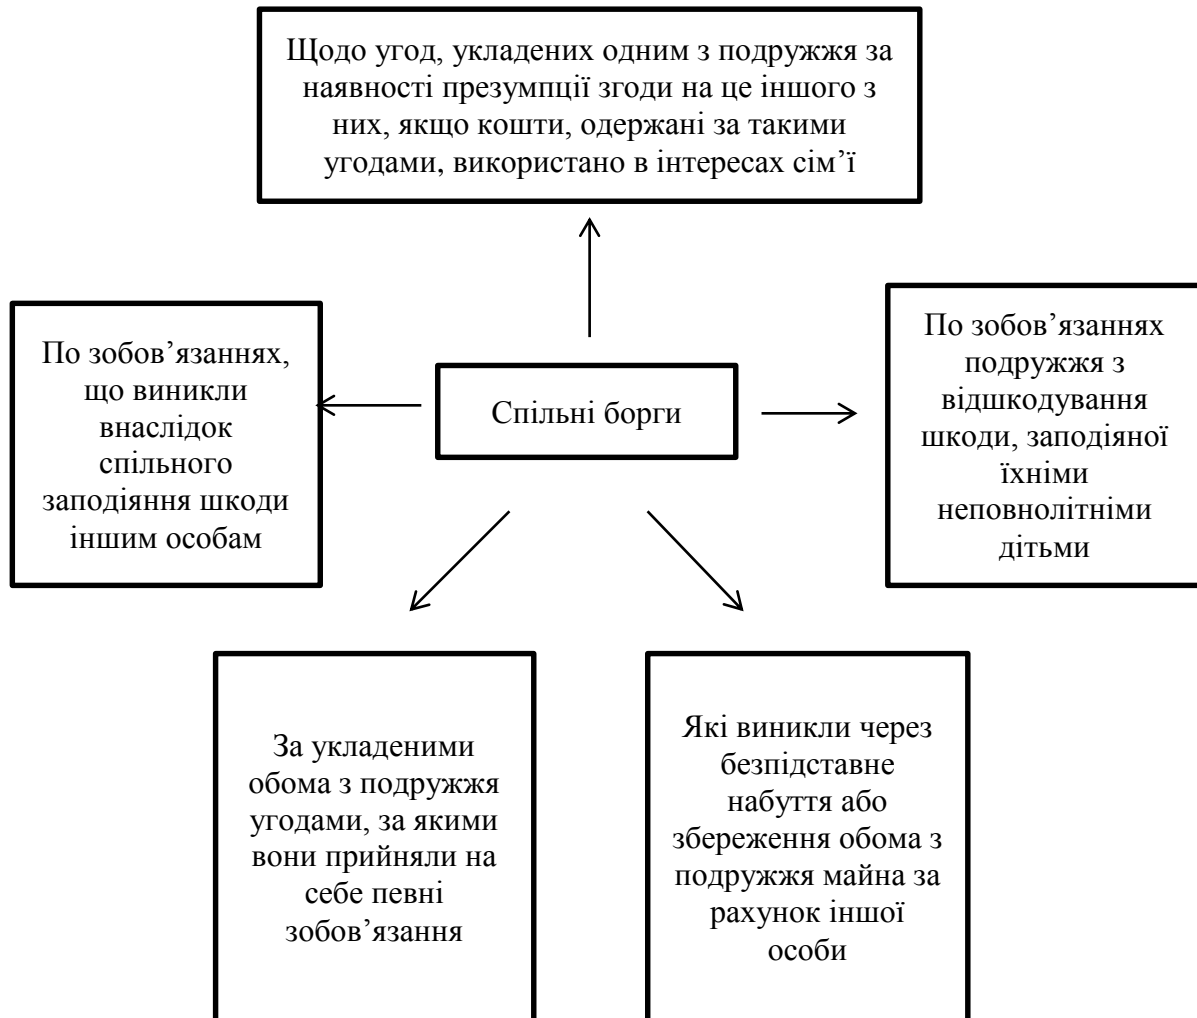 Щодо угод, укладених одним з подружжя за
наявності презумпції згоди на це іншого з
них, якщо кошти, одержані за такими
угодами, використано в інтересах сім’ї
По зобов’язаннях,
що виникли
внаслідок
спільного
заподіяння шкоди
іншим особам
Спільні борги
По зобов’язаннях
подружжя з
відшкодування
шкоди, заподіяної
їхніми
неповнолітніми
дітьми
За укладеними
обома з подружжя
угодами, за якими
вони прийняли на
себе певні
зобов’язання
Які виникли через
безпідставне
набуття або
збереження обома з
подружжя майна за
рахунок іншої
особи